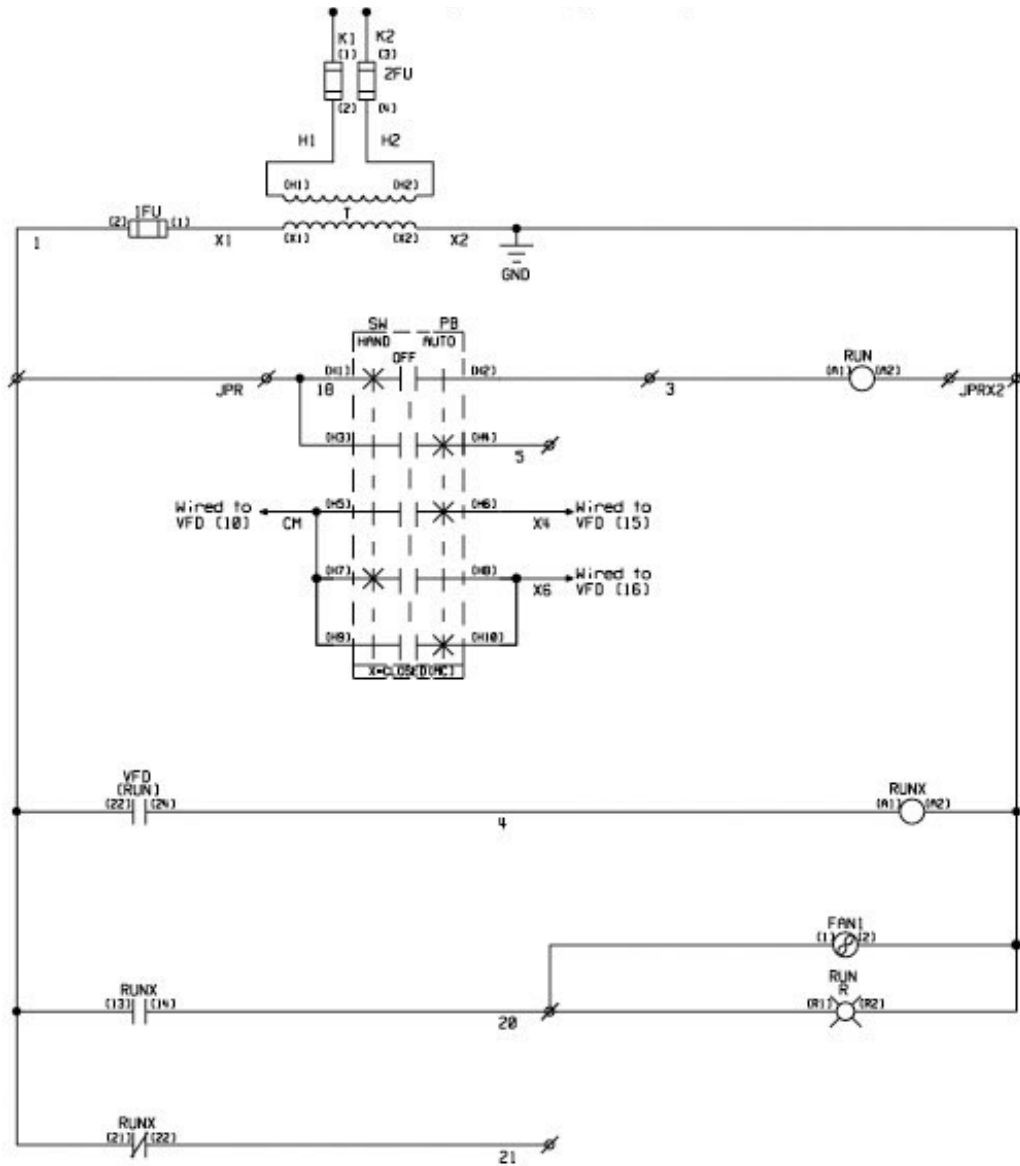 K1 K2
(1) (3)
2FU
(2) (4)
H1 H2
(H1) (H2)
1FU
(2) (1)
T
1 X1 (X1) (X2) X2
GND
SW PB
HAND AUTO
OFF
RUN
(H1) (H2) (A1) (A2)
JPR 18 3 JPRX2
(H3) (H4)
5
Wired to (H5) (H6) Wired to
VFD (10) CM X4 VFD (15)
(H7) (H8) Wired to
X6 VFD (16)
(H9) (H10)
X=CLOSED(MC)
VFD
(RUN) RUNX
(22) (24) (A1) (A2)
4
FAN1
(1) (2)
RUNX RUN
R
(13) (14) (R1) (R2)
20
RUNX
(21) (22)
21